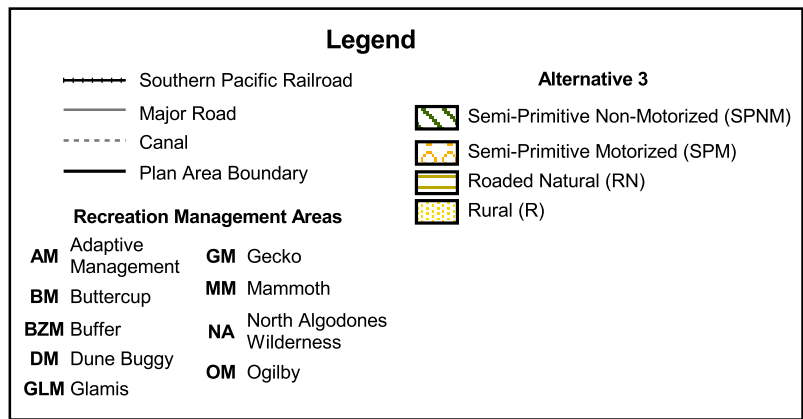 Legend
Southern Pacific Railroad
Major Road
Canal
Plan Area Boundary
Recreation Management Areas
AM Adaptive
Management
BM Buttercup
BZM Buffer
DM Dune Buggy
GLM Glamis
GM Gecko
MM Mammoth
NA North Algodones
Wilderness
OM Ogilby
Alternative 3
Semi-Primitive Non-Motorized (SPNM)
Semi-Primitive Motorized (SPM)
Roaded Natural (RN)
Rural (R)